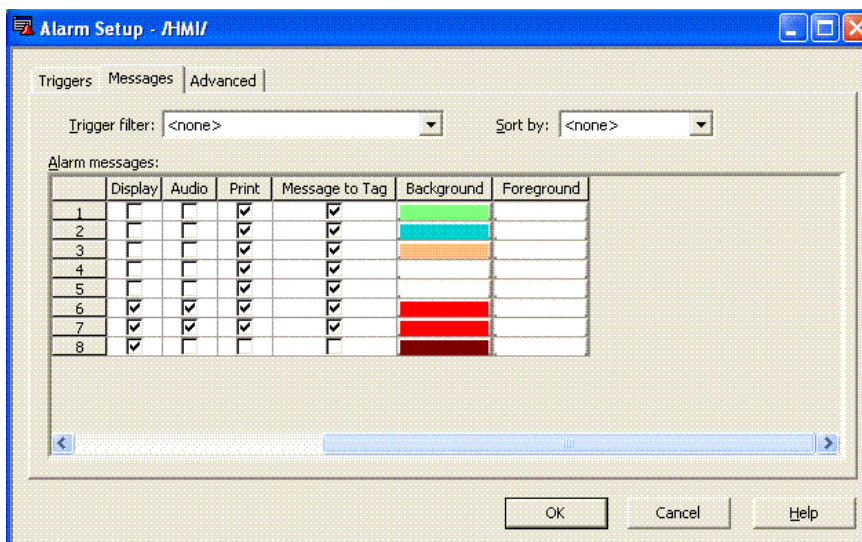 Alarm Setup - /HMI/
Triggers Messages Advanced
Trigger filter: <none> Sort by: <none>
Alarm messages:
Display Audio Print Message to Tag Background Foreground
1
2
3
4
5
6
7
8
OK Cancel Help